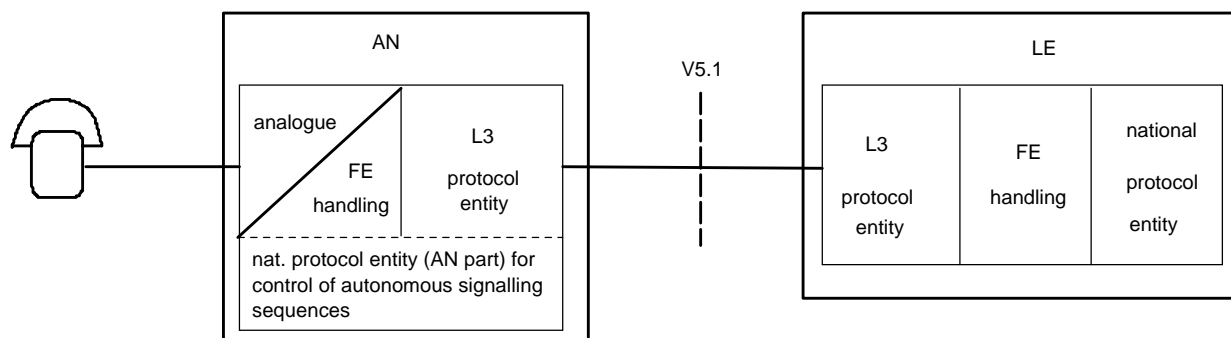 AN
LE
V5.1
analogue
FE
handling
L3
protocol
entity
nat. protocol entity (AN part) for
control of autonomous signalling
sequences
L3
protocol
entity
FE
handling
national
protocol
entity